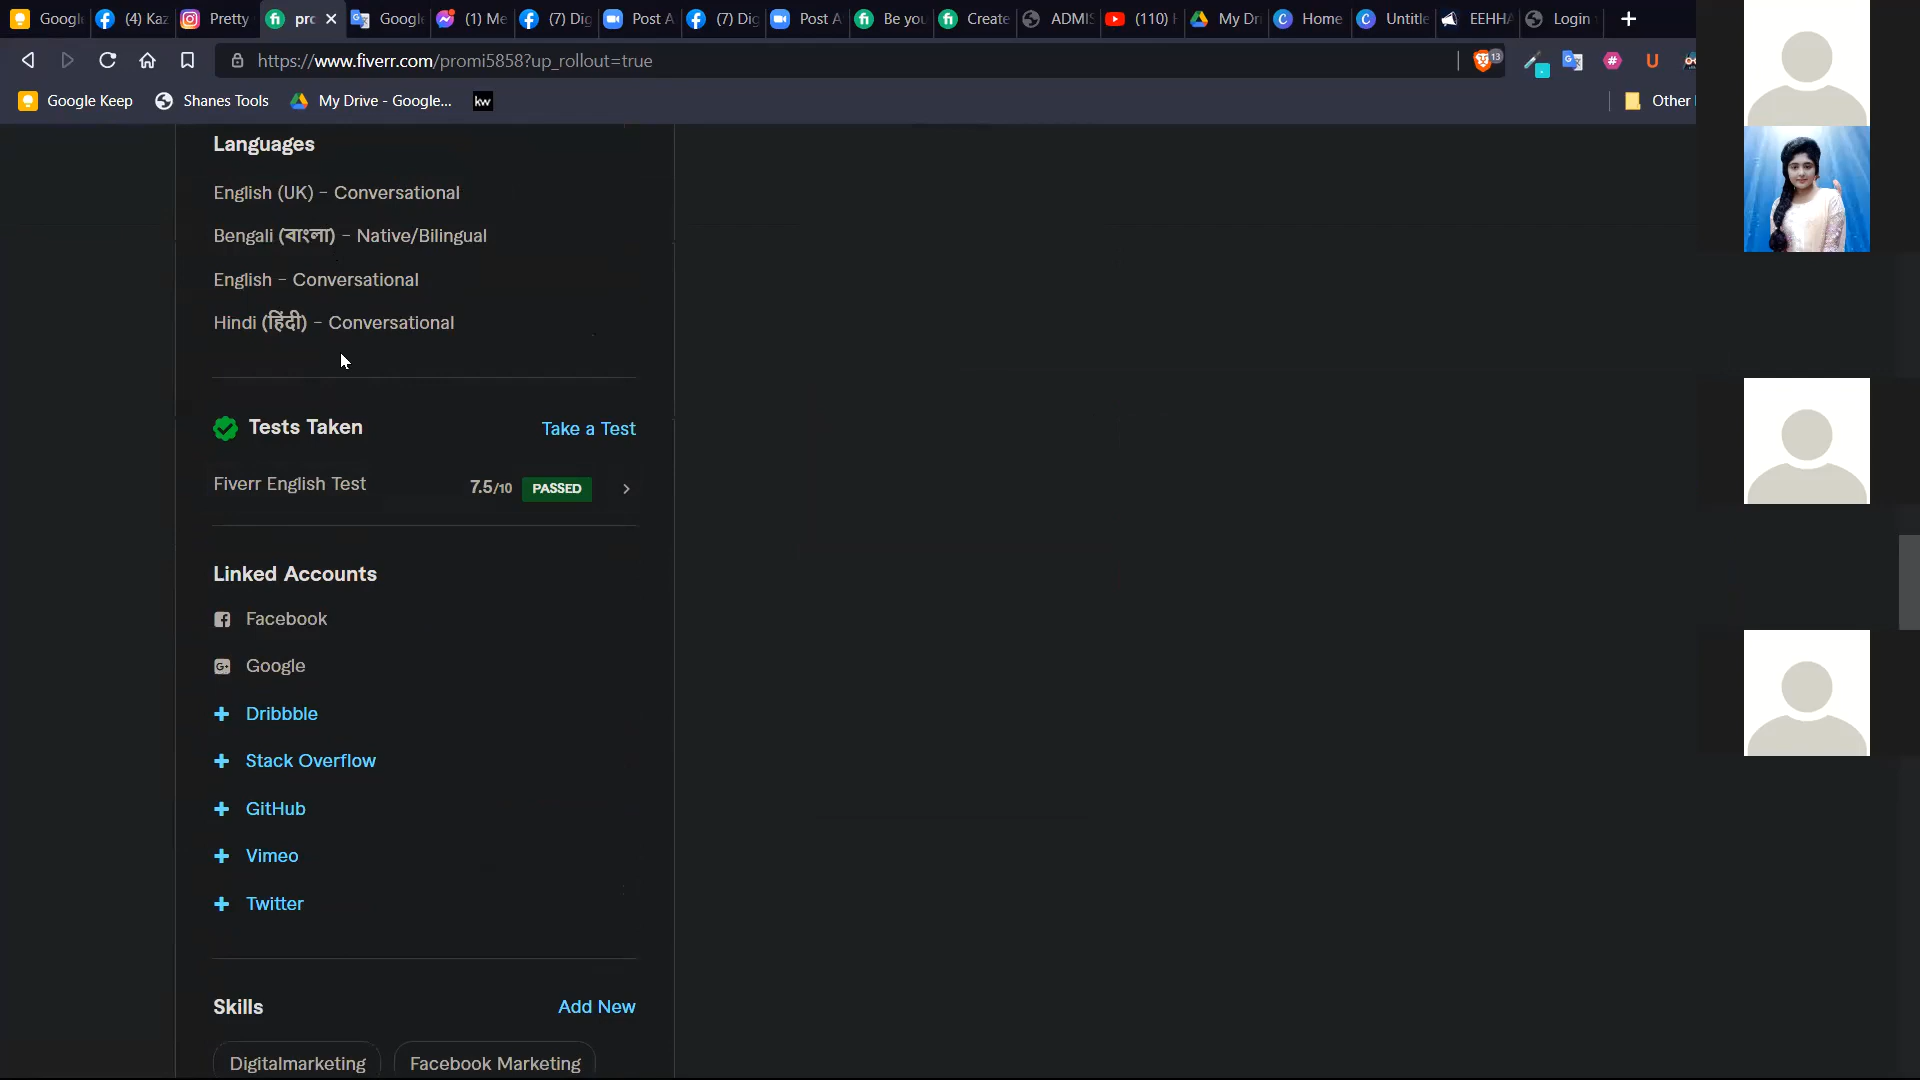 Google
(4) Kaz
Pretty
pro
Googl
(1) Me
(7) Dig
Post A
(7) Dig
Post A
Be you
Create
ADMIS
(110)
My Dri
Home
Untitle
EEHHA
Login
https://www.fiverr.com/promi5858?up_rollout=true
13
G
#
U
Google Keep
Shanes Tools
My Drive - Google...
kw
Other
Languages
English (UK) - Conversational
Bengali (বাংলা) - Native/Bilingual
English - Conversational
Hindi (हिंदी) - Conversational
Tests Taken
Take a Test
Fiverr English Test
7.5/10
PASSED
Linked Accounts
Facebook
Google
Dribbble
Stack Overflow
GitHub
Vimeo
Twitter
Skills
Add New
Digitalmarketing
Facebook Marketing